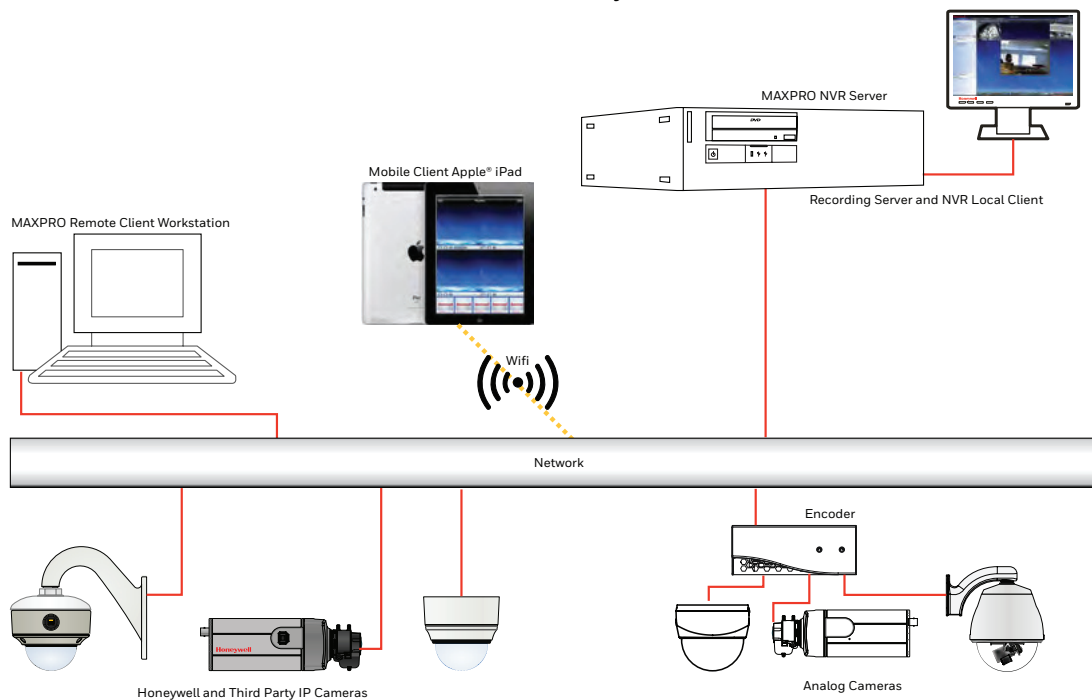 MAXPRO NVR Server
DVD
Honeywell
Mobile Client Apple® iPad
Recording Server and NVR Local Client
MAXPRO Remote Client Workstation
Wifi
Network
Encoder
Honeywell
Honeywell and Third Party IP Cameras
Analog Cameras